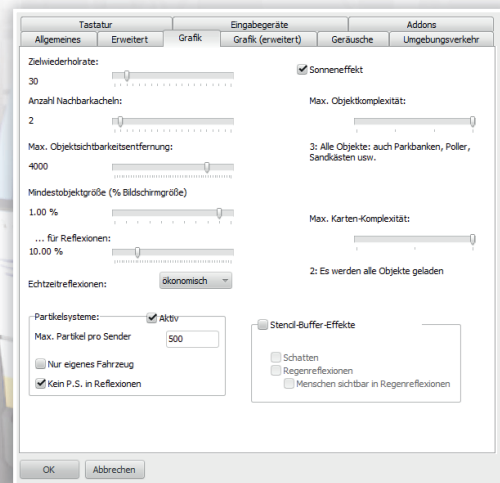 Tastatur
Eingabegeräte
Addons
Allgemeines
Erweitert
Grafik
Grafik (erweitert)
Geräusche
Umgebungsverkehr
Zielwiederholrate:
30
Anzahl Nachbarkacheln:
2
Max. Objektsichtbarkeitsentfernung:
4000
Mindestobjektgröße (% Bildschirmgröße)
1.00 %
... für Reflexionen:
10.00 %
Echtzeitreflexionen:
ökonomisch
Partikelsysteme:
Aktiv
Max. Partikel pro Sender
500
Nur eigenes Fahrzeug
Kein P.S. in Reflexionen
Sonneneffekt
Max. Objektkomplexität:
3: Alle Objekte: auch Parkbanken, Poller,
Sandkästen usw.
Max. Karten-Komplexität:
2: Es werden alle Objekte geladen
Stencil-Buffer-Effekte
Schatten
Regenreflexionen
Menschen sichtbar in Regenreflexionen
OK
Abbrechen